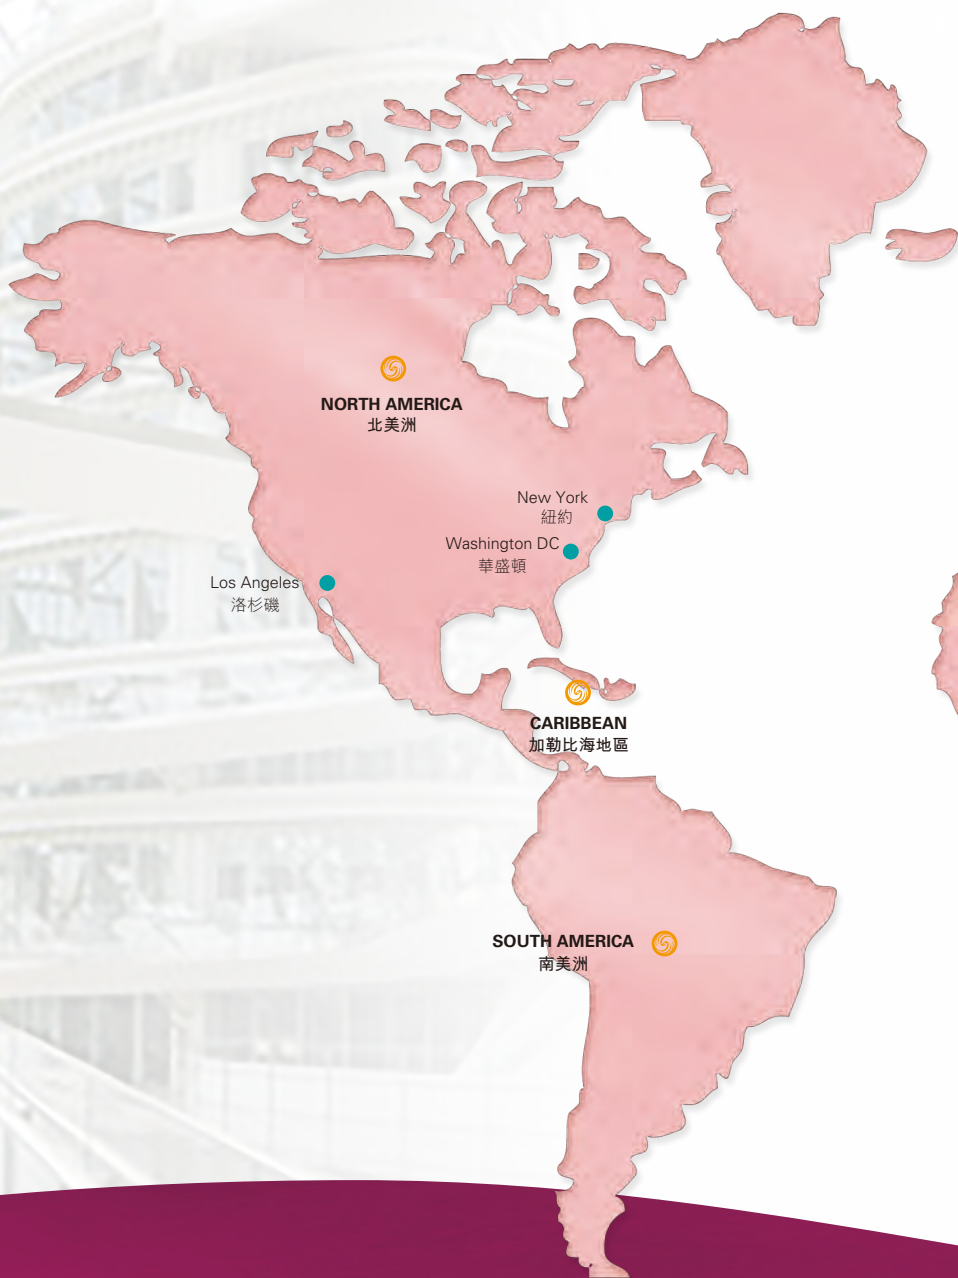 NORTH AMERICA
北美洲
New York
紐約
Washington DC
華盛頓
Los Angeles
洛杉磯
CARIBBEAN
加勒比海地區
SOUTH AMERICA
南美洲